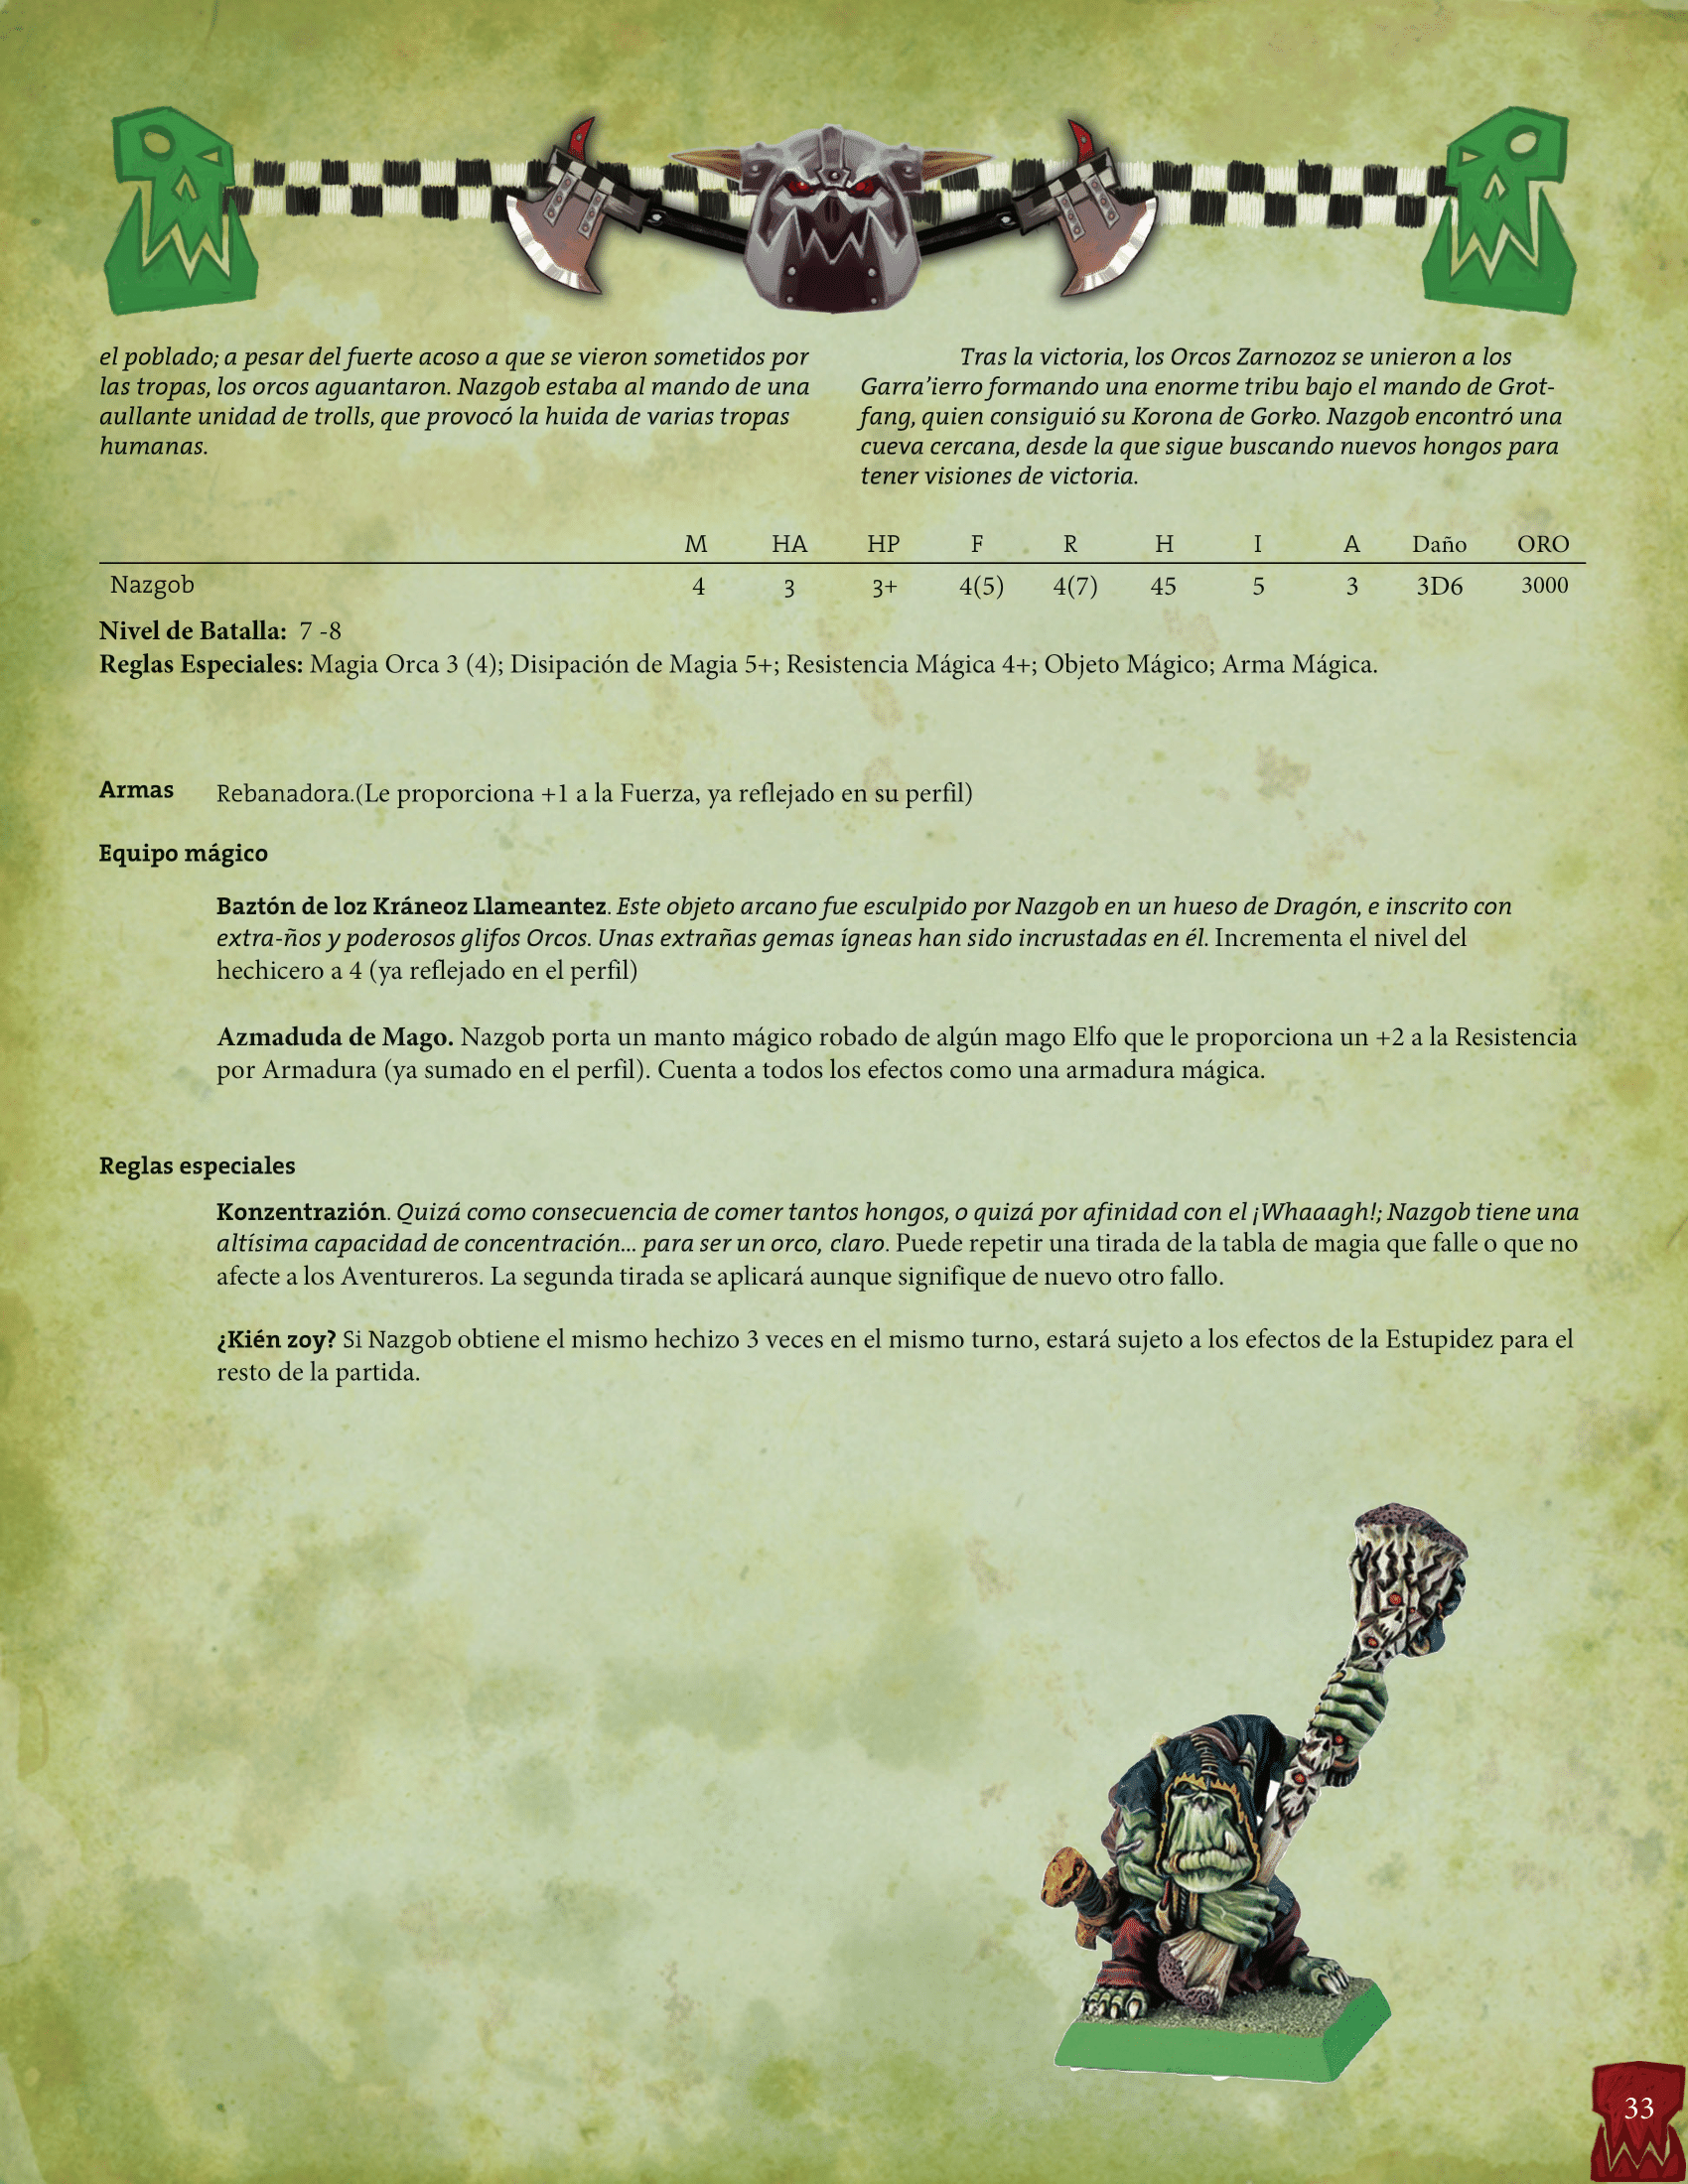 el poblado; a pesar del fuerte acoso a que se vieron sometidos por
las tropas, los orcos aguantaron. Nazgob estaba al mando de una
aullante unidad de trolls, que provocó la huida de varias tropas
humanas.
Tras la victoria, los Orcos Zarnozoz se unieron a los
Garra'ierro formando una enorme tribu bajo el mando de Grot-
fang, quien consiguió su Korona de Gorko. Nazgob encontró una
cueva cercana, desde la que sigue buscando nuevos hongos para
tener visiones de victoria.
M HA HP F R H I A Daño ORO
Nazgob 4 3 3+ 4(5) 4(7) 45 5 3 3D6 3000
Nivel de Batalla: 7 -8
Reglas Especiales: Magia Orca 3 (4); Disipación de Magia 5+; Resistencia Mágica 4+; Objeto Mágico; Arma Mágica.
Armas Rebanadora.(Le proporciona +1 a la Fuerza, ya reflejado en su perfil)
Equipo mágico
Baztón de loz Kráneoz Llameantez. Este objeto arcano fue esculpido por Nazgob en un hueso de Dragón, e inscrito con
extra-ños y poderosos glifos Orcos. Unas extrañas gemas ígneas han sido incrustadas en él. Incrementa el nivel del
hechicero a 4 (ya reflejado en el perfil)
Azmaduda de Mago. Nazgob porta un manto mágico robado de algún mago Elfo que le proporciona un +2 a la Resistencia
por Armadura (ya sumado en el perfil). Cuenta a todos los efectos como una armadura mágica.
Reglas especiales
Konzentrazión. Quizá como consecuencia de comer tantos hongos, o quizá por afinidad con el ¡Whaaagh!; Nazgob tiene una
altísima capacidad de concentración... para ser un orco, claro. Puede repetir una tirada de la tabla de magia que falle o que no
afecte a los Aventureros. La segunda tirada se aplicará aunque signifique de nuevo otro fallo.
¿Kién zoy? Si Nazgob obtiene el mismo hechizo 3 veces en el mismo turno, estará sujeto a los efectos de la Estupidez para el
resto de la partida.
33